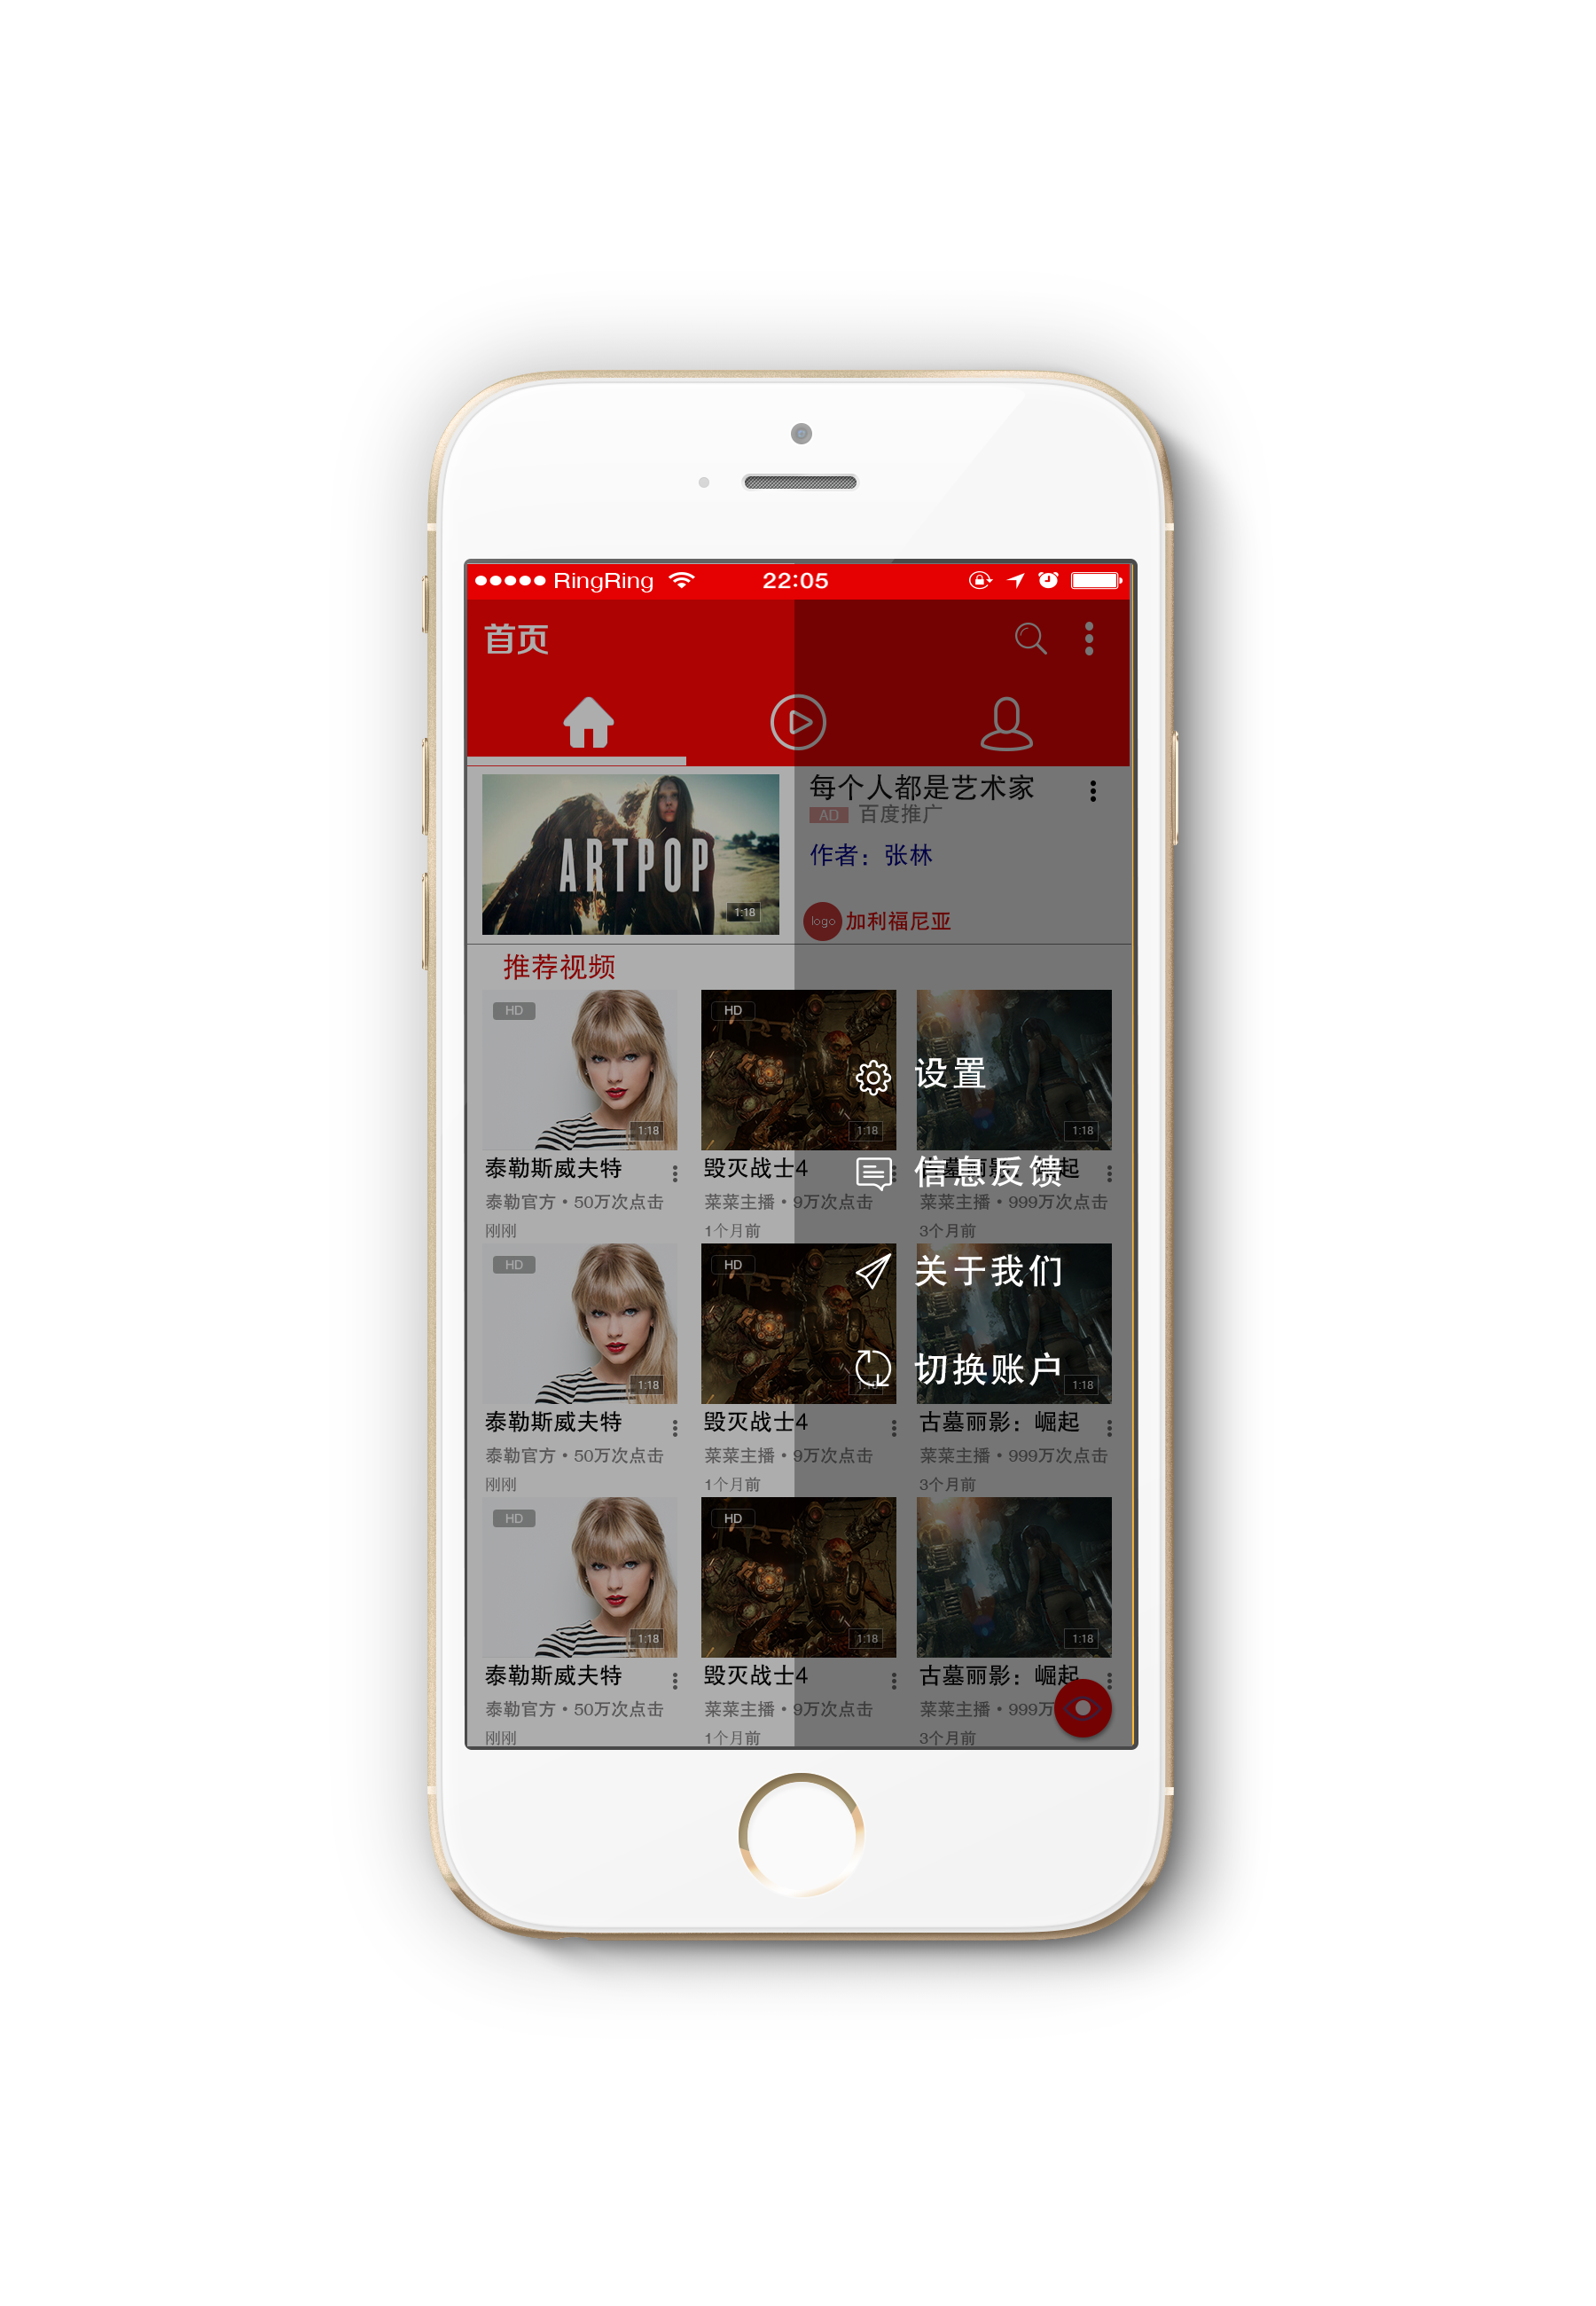 RingRing 22:05
首页
ARTPOP
1:18
每个人都是艺术家
AD 百度推广
作者：张林
logo 加利福尼亚
推荐视频
HD
1:18
HD
1:18
1:18
泰勒斯威夫特
泰勒官方·50万次点击
刚刚
毁灭战士4
菜菜主播·9万次点击
1个月前
古墓丽影：崛起
菜菜主播·999万次点击
3个月前
设置
信息反馈
关于我们
切换账户
HD
1:18
HD
1:18
1:18
泰勒斯威夫特
泰勒官方·50万次点击
刚刚
毁灭战士4
菜菜主播·9万次点击
1个月前
古墓丽影：崛起
菜菜主播·999万次点击
3个月前
HD
1:18
HD
1:18
1:18
泰勒斯威夫特
泰勒官方·50万次点击
刚刚
毁灭战士4
菜菜主播·9万次点击
1个月前
古墓丽影：崛起
菜菜主播·999万
3个月前